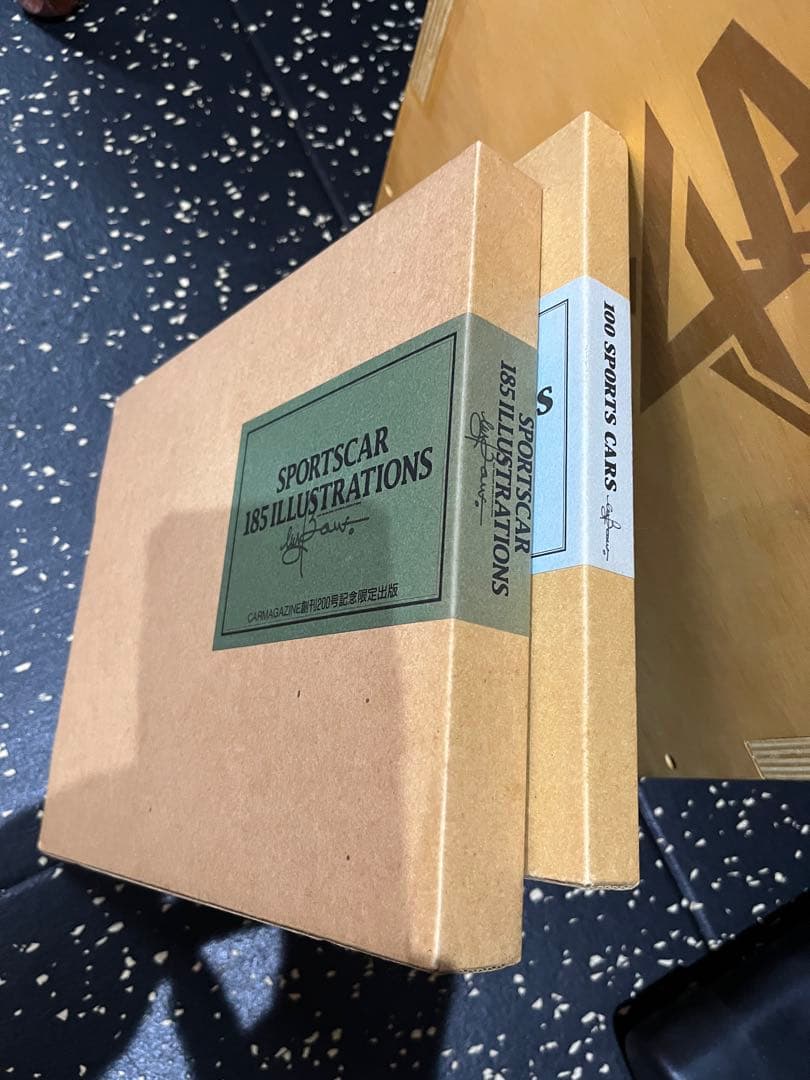 SPORTSCAR
185 ILLUSTRATIONS
CARMAGAZINE創刊200号記念限定出版
SPORTSCAR
185 ILLUSTRATIONS
S
100 SPORTS CARS